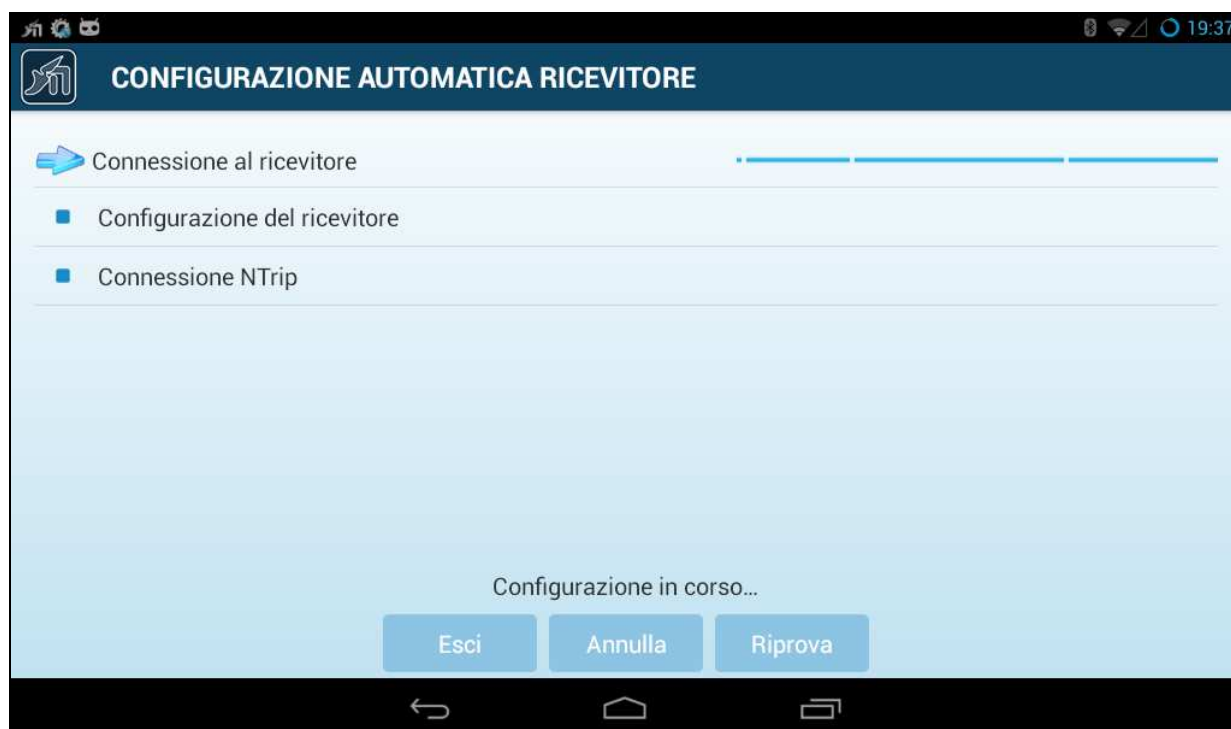 19:37
CONFIGURAZIONE AUTOMATICA RICEVITORE
Connessione al ricevitore
Configurazione del ricevitore
Connessione NTrip
Configurazione in corso...
Esci Annulla Riprova